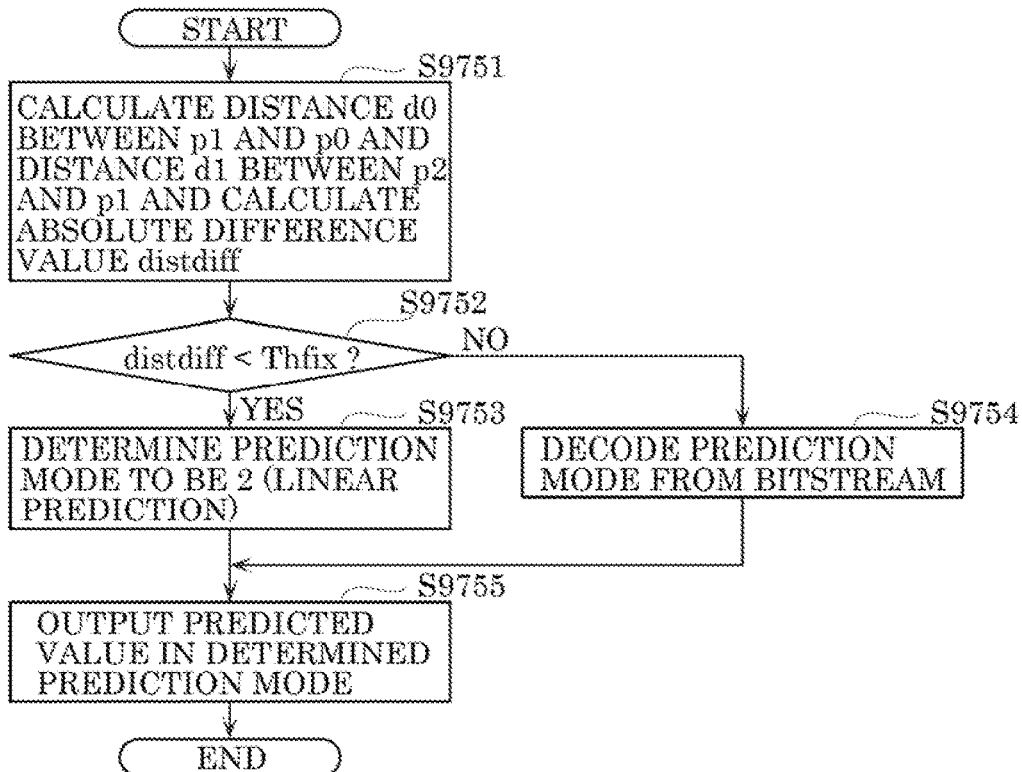 START
S9751
CALCULATE DISTANCE d0
BETWEEN p1 AND p0 AND
DISTANCE d1 BETWEEN p2
AND p1 AND CALCULATE
ABSOLUTE DIFFERENCE
VALUE distdiff
S9752
distdiff < Thfix ?
NO
YES
S9753
DETERMINE PREDICTION
MODE TO BE 2 (LINEAR
PREDICTION)
S9754
DECODE PREDICTION
MODE FROM BITSTREAM
S9755
OUTPUT PREDICTED
VALUE IN DETERMINED
PREDICTION MODE
END